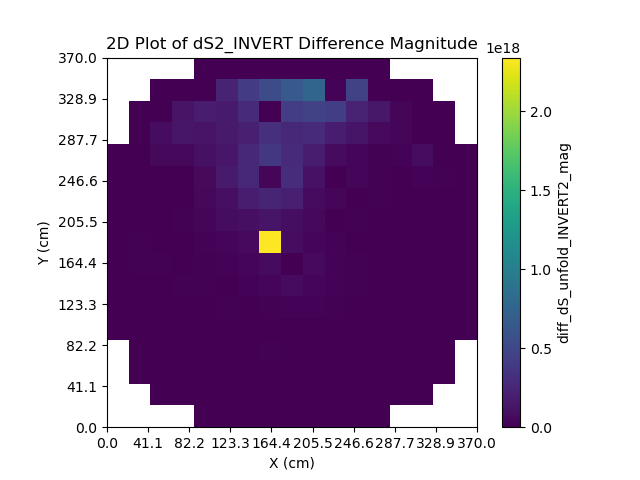 2D Plot of dS2_INVERT Difference Magnitude
1e18
370.0
328.9
287.7
246.6
205.5
164.4
123.3
82.2
41.1
0.0
Y (cm)
0.0 41.1 82.2 123.3 164.4 205.5 246.6 287.7 328.9 370.0
X (cm)
2.0
1.5
1.0
0.5
0.0
diff_dS_unfold_INVERT2_mag